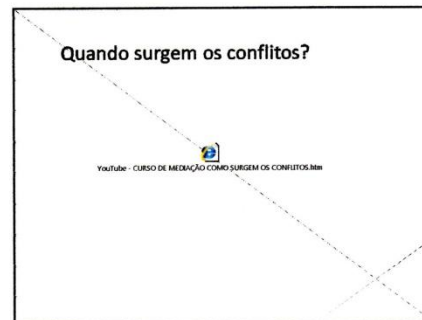 Quando surgem os conflitos?
YouTube - CURSO DE MEDIAÇÃO COMO SURGEM OS CONFLITOS.htm